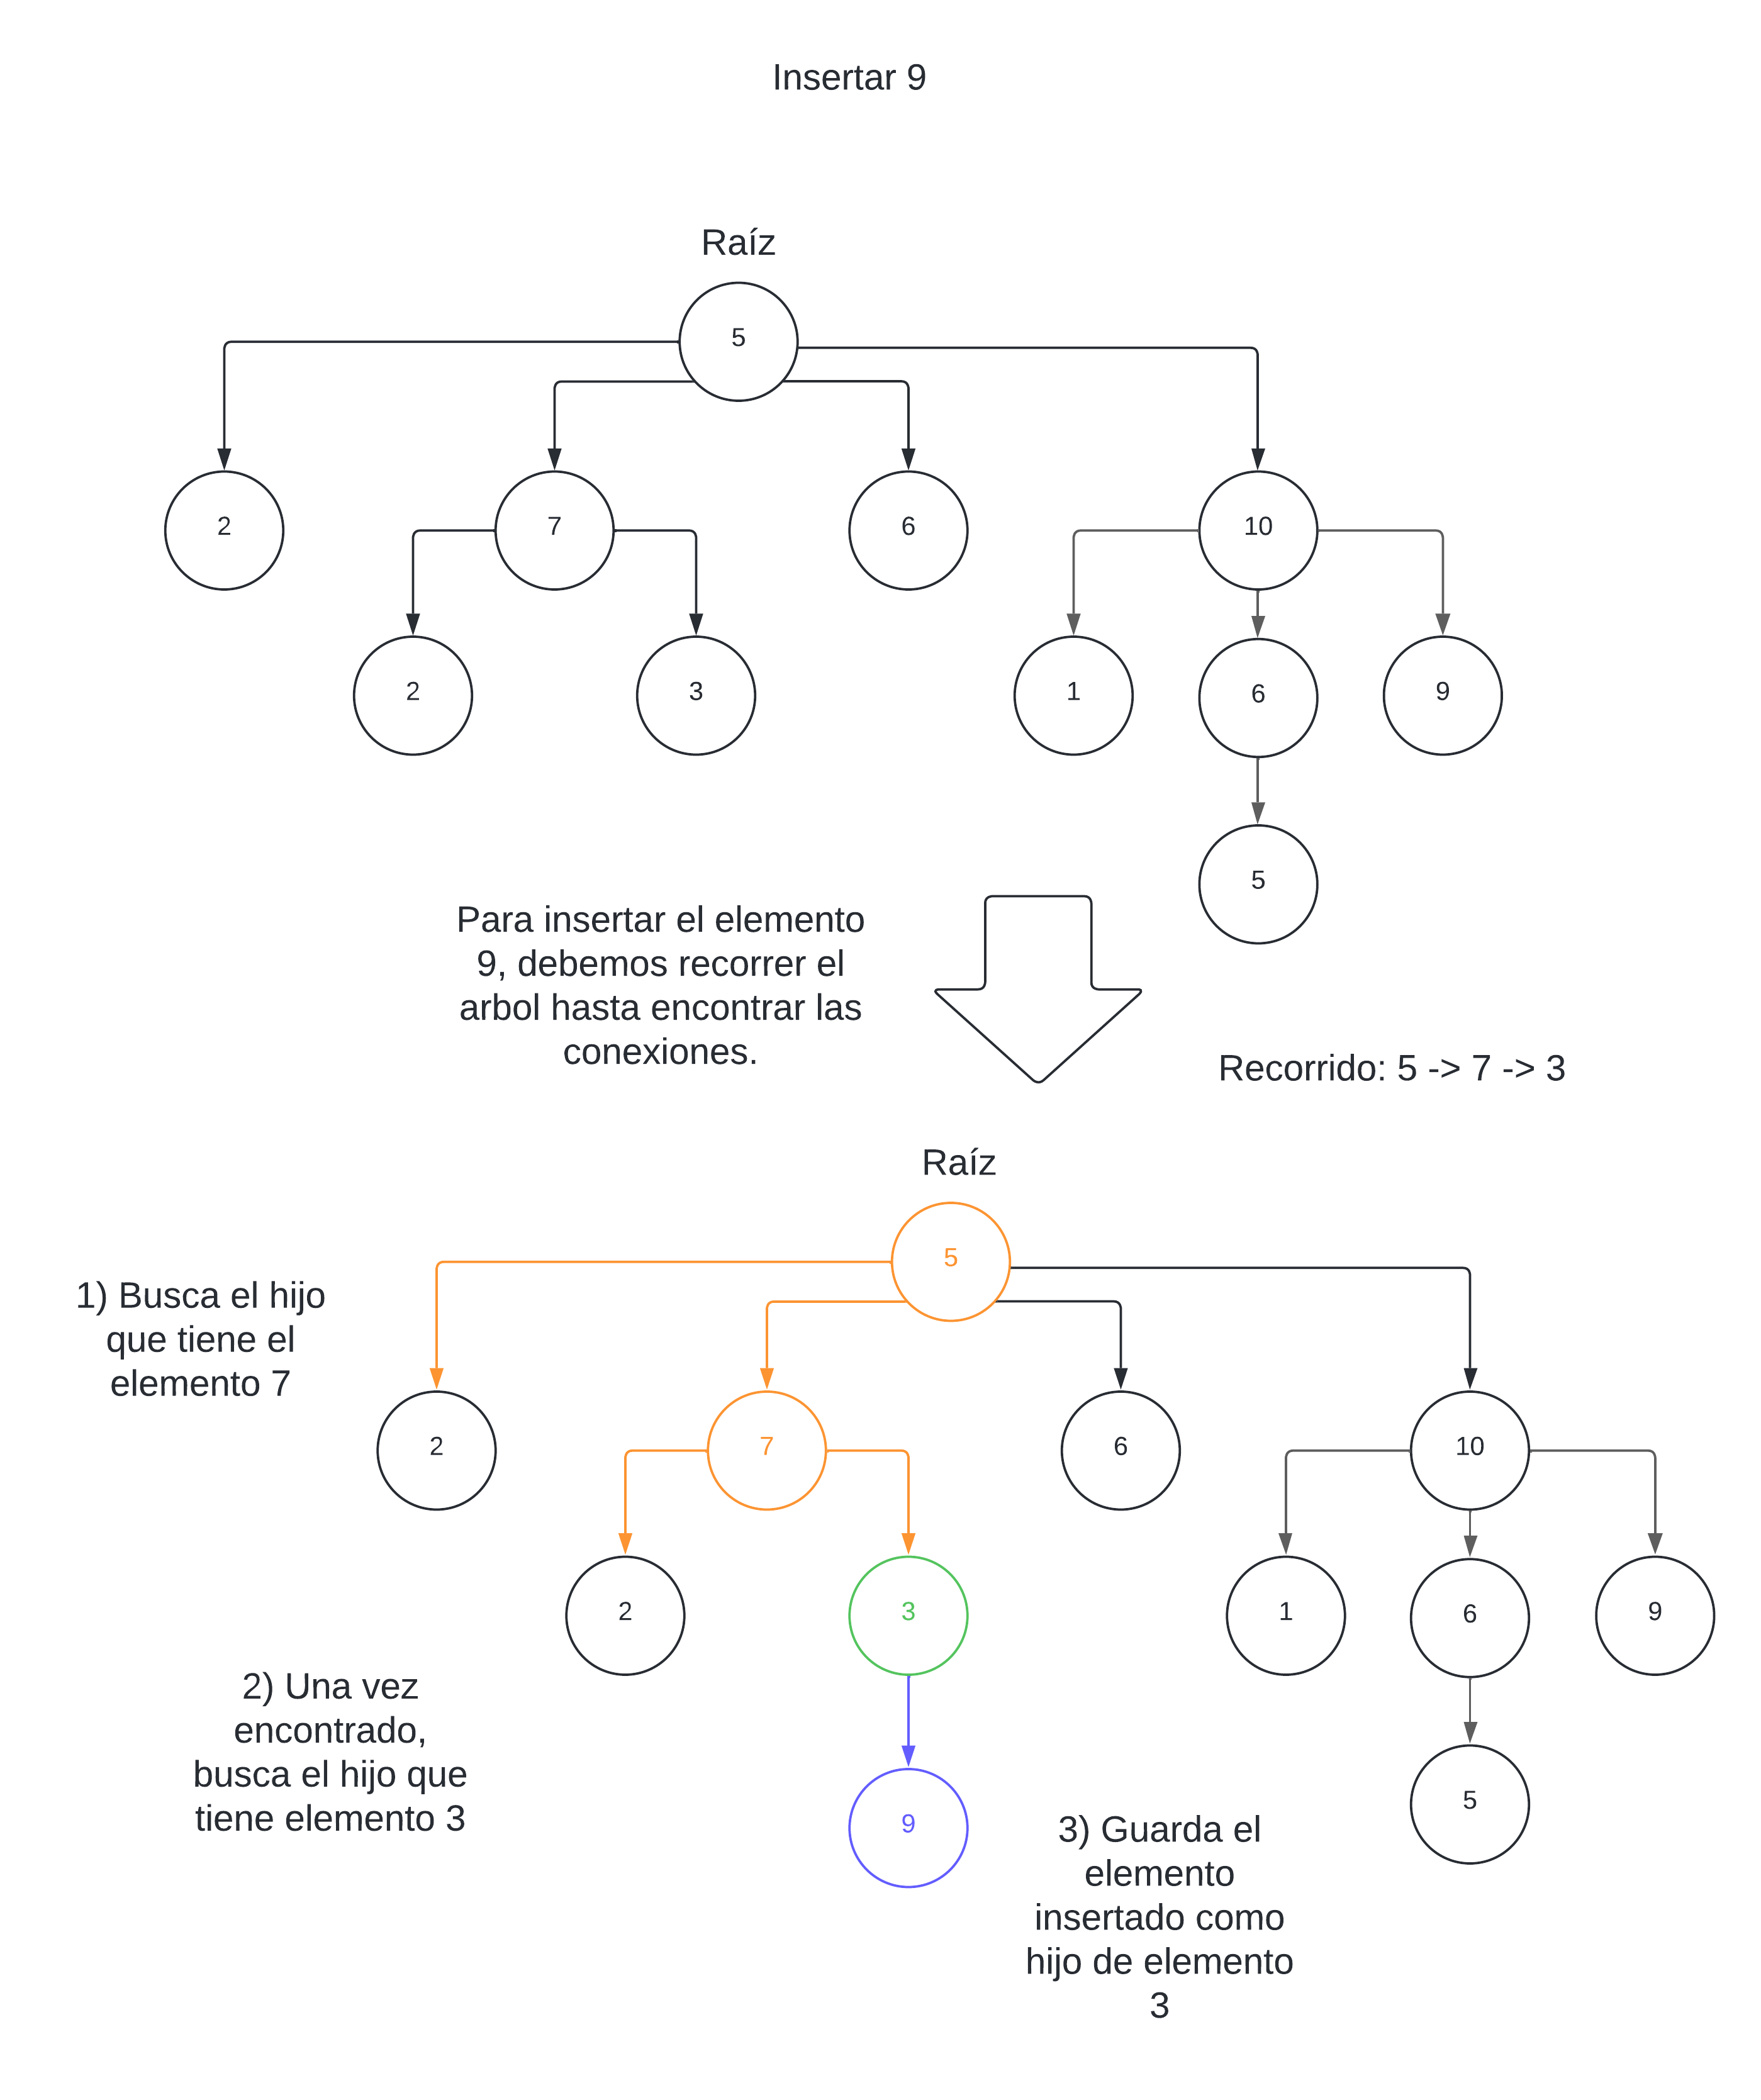 Insertar 9
Raíz
5
2
7
6
10
2
3
1
6
9
5
Para insertar el elemento
9, debemos recorrer el
arbol hasta encontrar las
conexiones.
Recorrido: 5 -> 7 -> 3
Raíz
5
1) Busca el hijo
que tiene el
elemento 7
2
7
6
10
2
3
1
6
9
2) Una vez
encontrado,
busca el hijo que
tiene elemento 3
9
5
3) Guarda el
elemento
insertado como
hijo de elemento
3